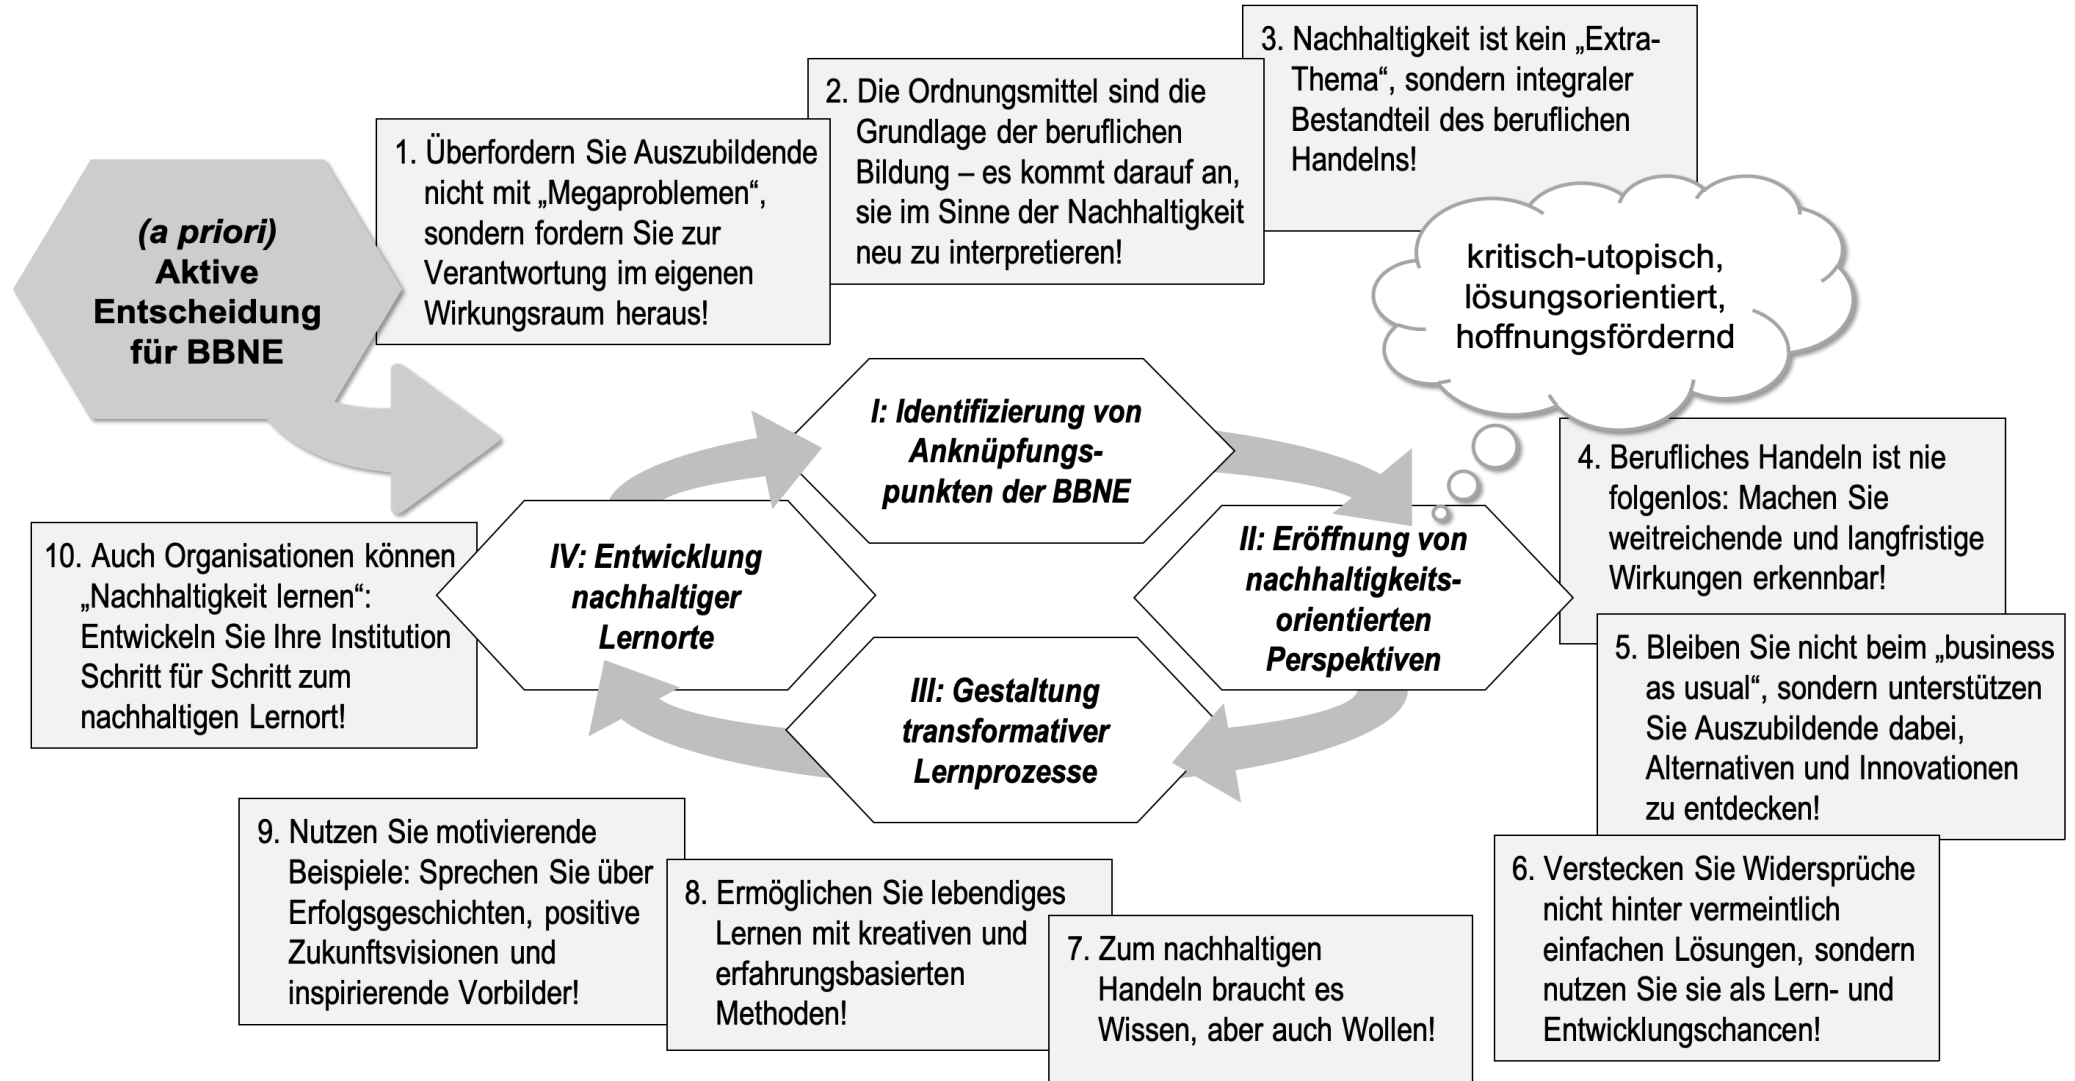 (a priori)
Aktive
Entscheidung
für BBNE
1. Überfordern Sie Auszubildende
nicht mit „Megaproblemen“,
sondern fordern Sie zur
Verantwortung im eigenen
Wirkungsraum heraus!
2. Die Ordnungsmittel sind die
Grundlage der beruflichen
Bildung – es kommt darauf an,
sie im Sinne der Nachhaltigkeit
neu zu interpretieren!
3. Nachhaltigkeit ist kein „Extra-
Thema“, sondern integraler
Bestandteil des beruflichen
Handelns!
kritisch-utopisch,
lösungsorientiert,
hoffnungsfördernd
I: Identifizierung von
Anknüpfungs-
punkten der BBNE
II: Eröffnung von
nachhaltigkeits-
orientierten
Perspektiven
III: Gestaltung
transformativer
Lernprozesse
IV: Entwicklung
nachhaltiger
Lernorte
4. Berufliches Handeln ist nie
folgenlos: Machen Sie
weitreichende und langfristige
Wirkungen erkennbar!
5. Bleiben Sie nicht beim „business
as usual“, sondern unterstützen
Sie Auszubildende dabei,
Alternativen und Innovationen
zu entdecken!
6. Verstecken Sie Widersprüche
nicht hinter vermeintlich
einfachen Lösungen, sondern
nutzen Sie sie als Lern- und
Entwicklungschancen!
7. Zum nachhaltigen
Handeln braucht es
Wissen, aber auch Wollen!
8. Ermöglichen Sie lebendiges
Lernen mit kreativen und
erfahrungsbasierten
Methoden!
9. Nutzen Sie motivierende
Beispiele: Sprechen Sie über
Erfolgsgeschichten, positive
Zukunftsvisionen und
inspirierende Vorbilder!
10. Auch Organisationen können
„Nachhaltigkeit lernen“:
Entwickeln Sie Ihre Institution
Schritt für Schritt zum
nachhaltigen Lernort!